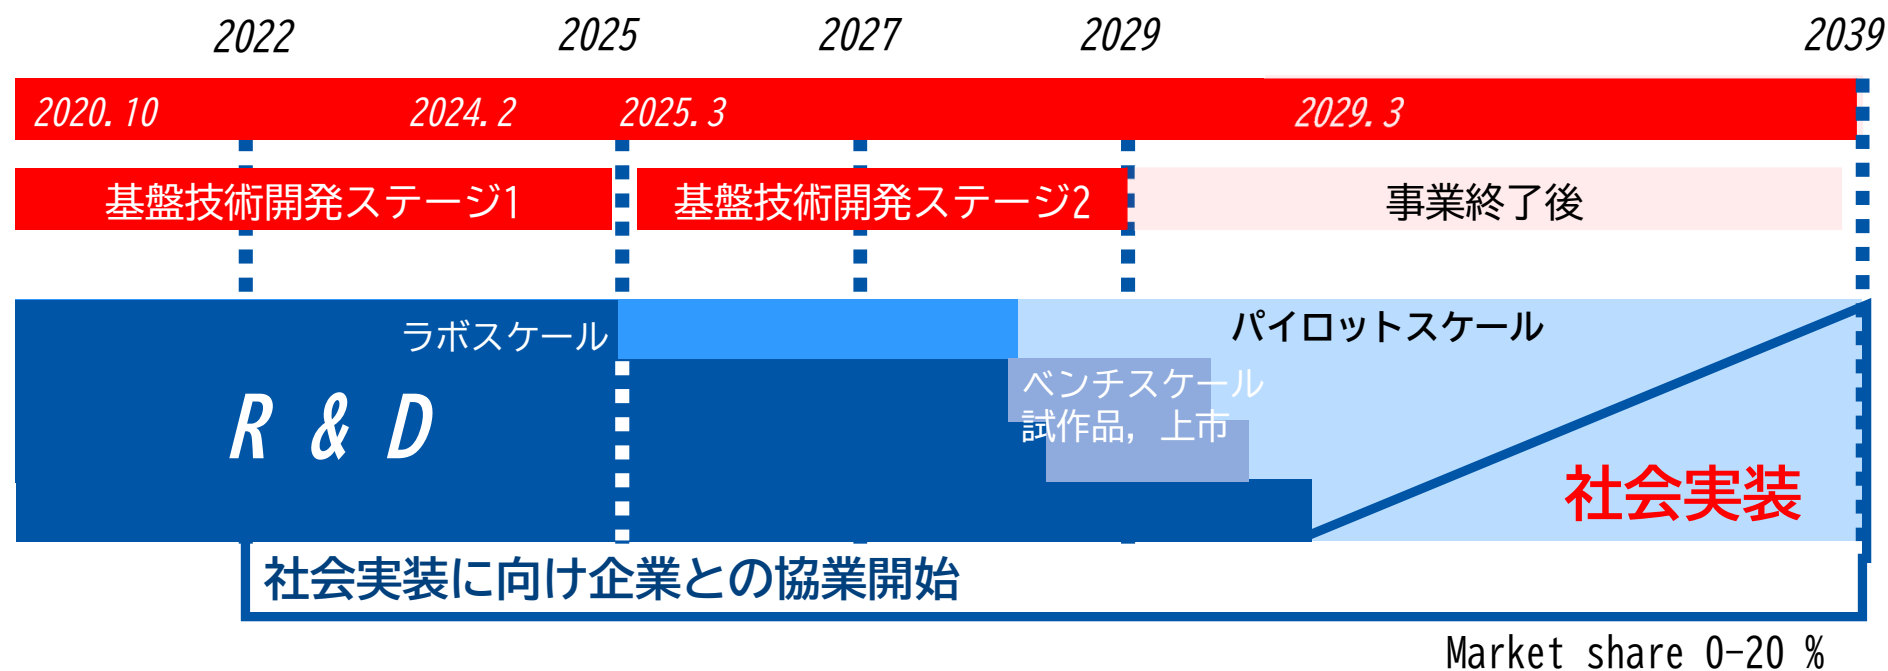 2022 2025 2027 2029 2039
2020.10 2024.2 2025.3 2029.3
基盤技術開発ステージ1 基盤技術開発ステージ2 事業終了後
ラボスケール パイロットスケール
ベンチスケール
試作品, 上市
R & D
社会実装
社会実装に向け企業との協業開始
Market share 0-20 %